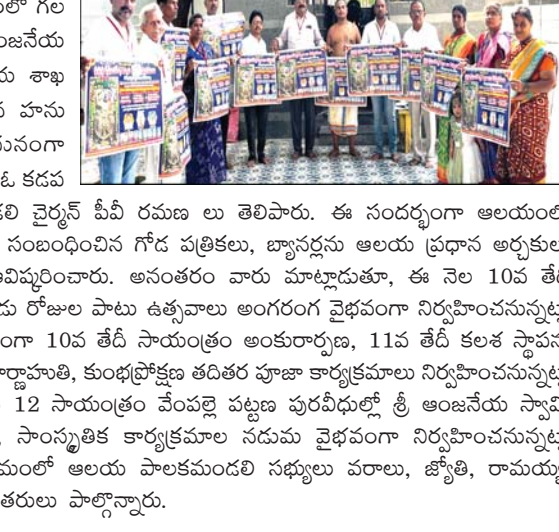 లో గల
ంజనేయ
శాఖ
హను
ఓ కడప
చైర్మన్ పీవీ రమణ లు తెలిపారు. ఈ సందర్భంగా ఆలయంలో
సంబంధించిన గోడ పత్రికలు, బ్యానర్లను ఆలయ ప్రధాన అర్చకుల
ఆవిష్కరించారు. అనంతరం వారు మాట్లాడుతూ, ఈ నెల 10వ తేదీ
రోజుల పాటు ఉత్సవాలు అంగరంగ వైభవంగా నిర్వహించనున్నట్లు
10వ తేదీ సాయంత్రం అంకురార్పణ, 11వ తేదీ కలశ స్థాపన
పూర్ణాహుతి, కుంభప్రోక్షణ తదితర పూజా కార్యక్రమాలు నిర్వహించనున్నట్లు
12 సాయంత్రం వేంపల్లె పట్టణ పురవీధుల్లో శ్రీ ఆంజనేయ స్వామి
, సాంస్కృతిక కార్యక్రమాల నడుమ వైభవంగా నిర్వహించనున్నట్లు
మంలో ఆలయ పాలకమండలి సభ్యులు వరాలు, జ్యోతి, రామయ్య
తరులు పాల్గొన్నారు.